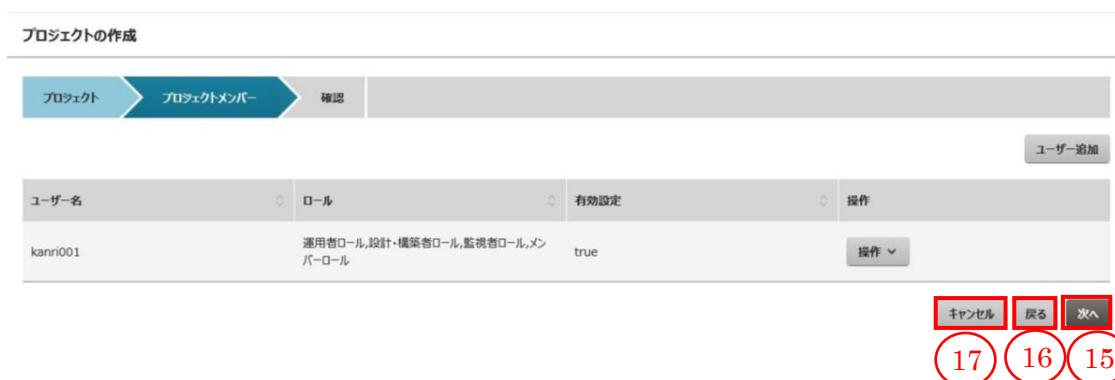 プロジェクトの作成
プロジェクト プロジェクトメンバー 確認
ユーザー追加
ユーザー名 ロール 有効設定 操作
kanri001 運用者ロール,設計・構築者ロール,監視者ロール,メン true 操作
バーロール
キャンセル 戻る 次へ
17 16 15